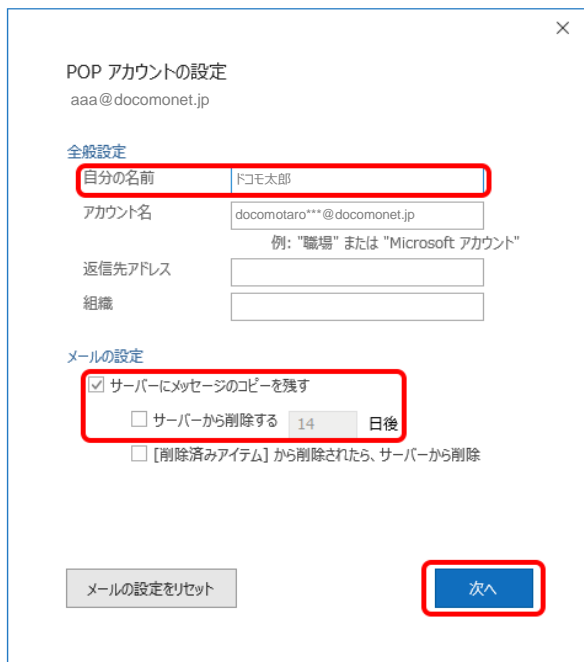 POP アカウントの設定
aaa@docomonet.jp
全般設定
自分の名前 ドコモ太郎
アカウント名 docomotaro***@docomonet.jp
例: "職場" または "Microsoft アカウント"
返信先アドレス
組織
メールの設定
サーバーにメッセージのコピーを残す
サーバーから削除する 14 日後
[削除済みアイテム] から削除されたら、サーバーから削除
メールの設定をリセット 次へ